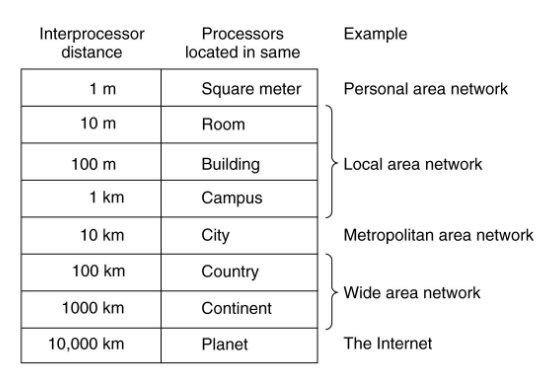 Interprocessor distance Processors located in same Example
1 m Square meter Personal area network
10 m Room
100 m Building Local area network
1 km Campus
10 km City Metropolitan area network
100 km Country
Wide area network
1000 km Continent
10,000 km Planet The Internet